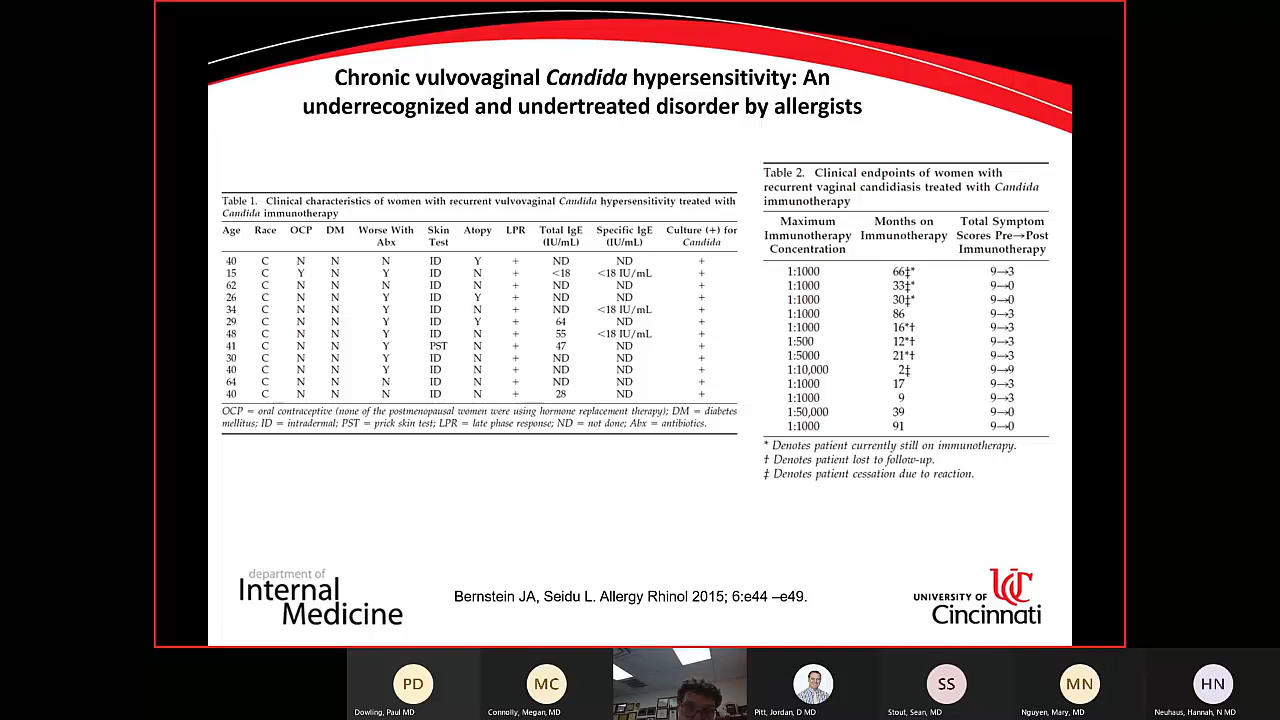 Chronic vulvovaginal Candida hypersensitivity: An
underrecognized and undertreated disorder by allergists
Table 1. Clinical characteristics of women with recurrent vulvovaginal Candida hypersensitivity treated with
Candida immunotherapy
Age Race OCP DM Worse With Abx Skin Test Atopy LPR Total IgE (IU/mL) Specific IgE (IU/mL) Culture (+) for Candida
40 C N N N ID Y + ND ND +
15 C Y N Y ID N + <18 <18 IU/mL +
62 C N N N ID N + ND ND +
26 C N N Y ID Y + ND ND +
34 C N N Y ID N + ND <18 IU/mL +
29 C N N Y ID Y + 64 ND +
48 C N N Y ID N + 55 <18 IU/mL +
41 C N N Y PST N + 47 ND +
30 C N N Y ID N + ND ND +
40 C N N Y ID N + ND ND +
64 C N N N ID N + ND ND +
40 C N N N ID N + 28 ND +
OCP = oral contraceptive (none of the postmenopausal women were using hormone replacement therapy); DM = diabetes
mellitus; ID = intradermal; PST = prick skin test; LPR = late phase response; ND = not done; Abx = antibiotics.
Table 2. Clinical endpoints of women with
recurrent vaginal candidiasis treated with Candida
immunotherapy
Maximum Months on Total Symptom
Immunotherapy Immunotherapy Scores Pre→Post
Concentration Immunotherapy
1:1000 66‡* 9→3
1:1000 33‡* 9→0
1:1000 30‡* 9→0
1:1000 86 9→3
1:1000 16*† 9→3
1:500 12*† 9→3
1:5000 21*† 9→3
1:10,000 2‡ 9→9
1:1000 17 9→3
1:1000 9 9→3
1:50,000 39 9→0
1:1000 91 9→0
* Denotes patient currently still on immunotherapy.
† Denotes patient lost to follow-up.
‡ Denotes patient cessation due to reaction.
department of
Internal
Medicine
Bernstein JA, Seidu L. Allergy Rhinol 2015; 6:e44 –e49.
UC
UNIVERSITY OF
Cincinnati
PD
MC
SS
MN
HN
Dowling, Paul MD
Connolly, Megan, MD
Pitt, Jordan, D MD
Stout, Sean, MD
Nguyen, Mary, MD
Neuhaus, Hannah, N MD